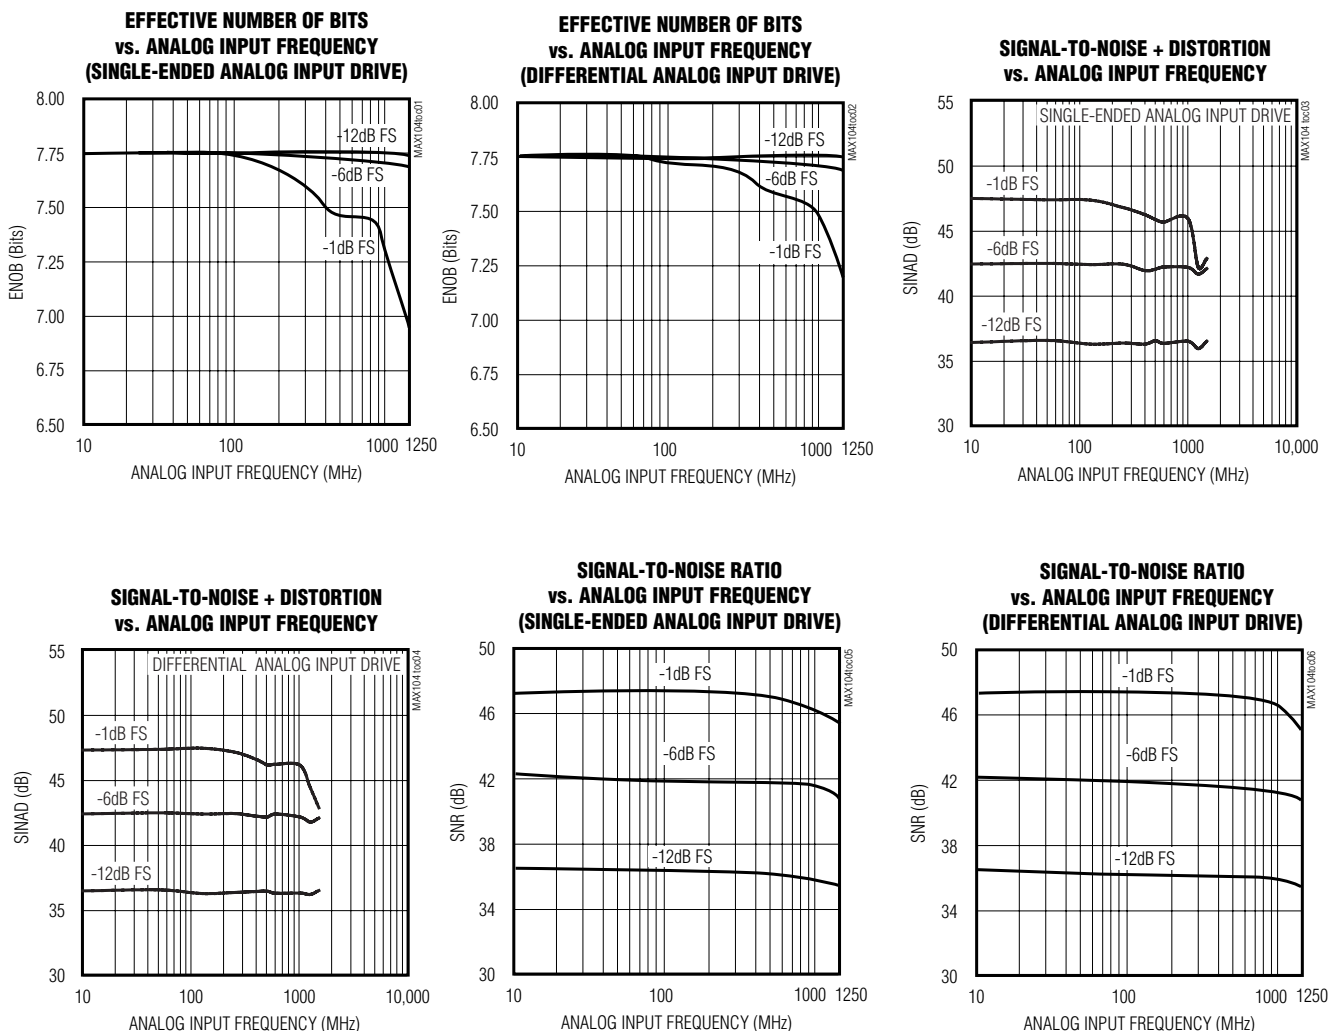 EFFECTIVE NUMBER OF BITS
vs. ANALOG INPUT FREQUENCY
(SINGLE-ENDED ANALOG INPUT DRIVE)
MAX104toc01
8.00
7.75
7.50
7.25
7.00
6.75
6.50
ENOB (Bits)
-12dB FS
-6dB FS
-1dB FS
10
100
1000
1250
ANALOG INPUT FREQUENCY (MHz)
EFFECTIVE NUMBER OF BITS
vs. ANALOG INPUT FREQUENCY
(DIFFERENTIAL ANALOG INPUT DRIVE)
MAX104toc02
8.00
7.75
7.50
7.25
7.00
6.75
6.50
ENOB (Bits)
-12dB FS
-6dB FS
-1dB FS
10
100
1000
1250
ANALOG INPUT FREQUENCY (MHz)
SIGNAL-TO-NOISE + DISTORTION
vs. ANALOG INPUT FREQUENCY
MAX104 toc03
SINGLE-ENDED ANALOG INPUT DRIVE
55
50
45
40
35
30
SINAD (dB)
-1dB FS
-6dB FS
-12dB FS
10
100
1000
10,000
ANALOG INPUT FREQUENCY (MHz)
SIGNAL-TO-NOISE + DISTORTION
vs. ANALOG INPUT FREQUENCY
MAX104 toc04
DIFFERENTIAL ANALOG INPUT DRIVE
55
50
45
40
35
30
SINAD (dB)
-1dB FS
-6dB FS
-12dB FS
10
100
1000
10,000
ANALOG INPUT FREQUENCY (MHz)
SIGNAL-TO-NOISE RATIO
vs. ANALOG INPUT FREQUENCY
(SINGLE-ENDED ANALOG INPUT DRIVE)
MAX104toc05
50
46
42
38
34
30
SNR (dB)
-1dB FS
-6dB FS
-12dB FS
10
100
1000
1250
ANALOG INPUT FREQUENCY (MHz)
SIGNAL-TO-NOISE RATIO
vs. ANALOG INPUT FREQUENCY
(DIFFERENTIAL ANALOG INPUT DRIVE)
MAX104toc06
50
46
42
38
34
30
SNR (dB)
-1dB FS
-6dB FS
-12dB FS
10
100
1000
1250
ANALOG INPUT FREQUENCY (MHz)